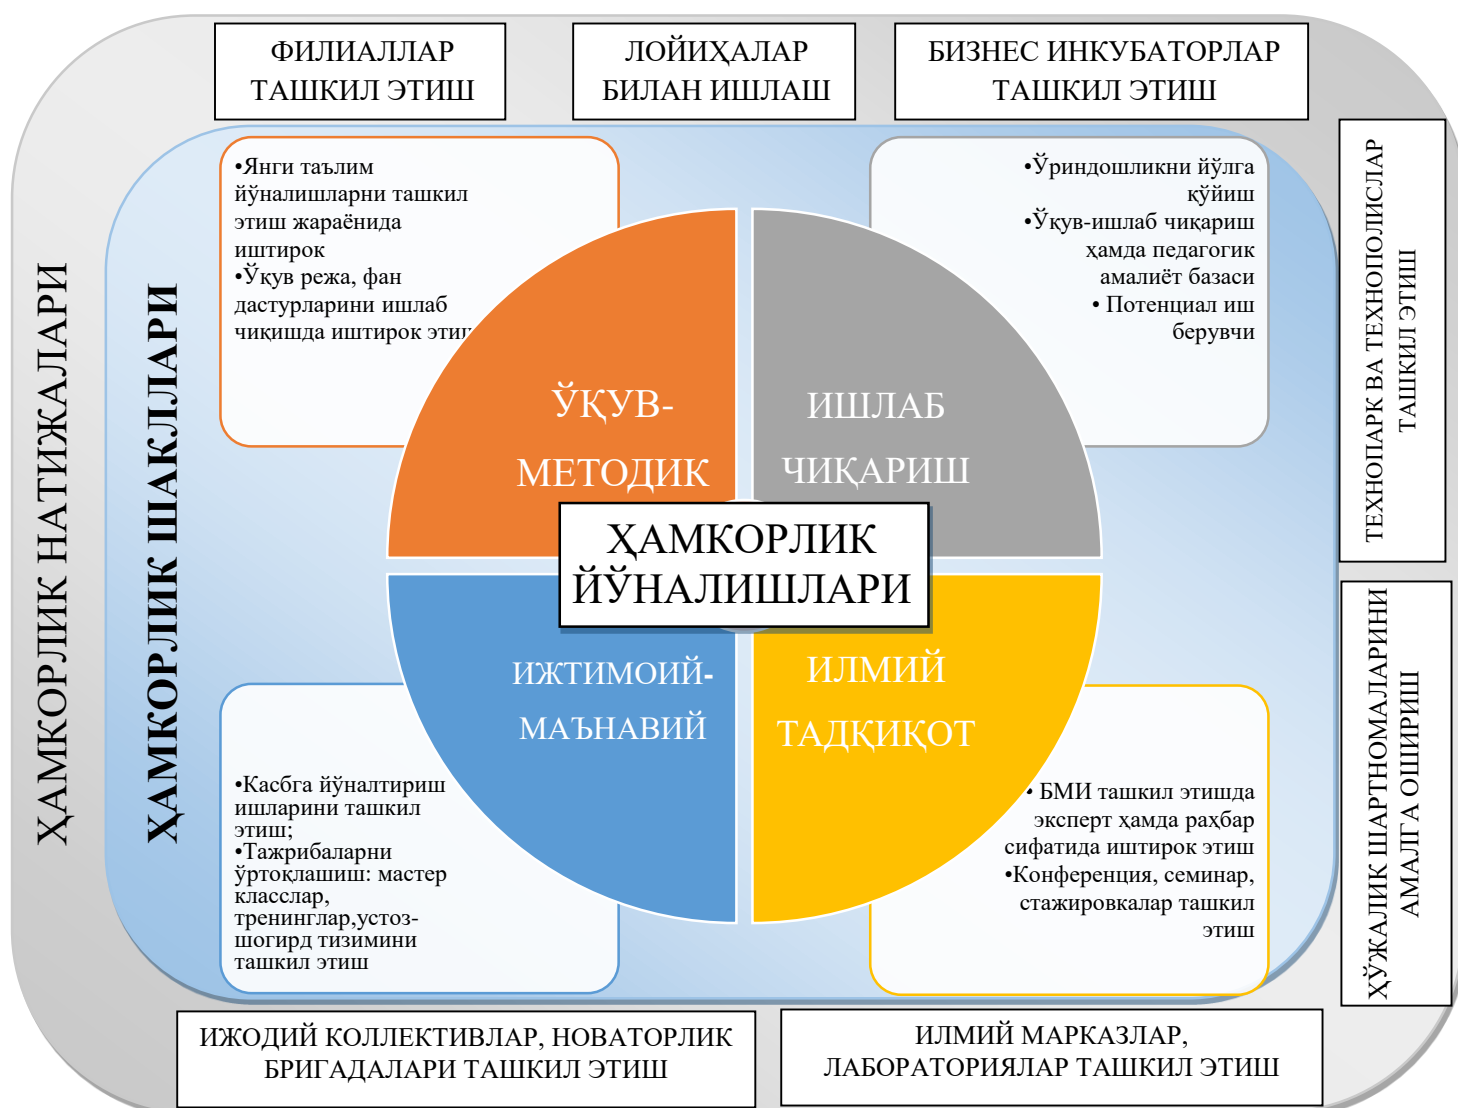 ФИЛИАЛЛАР
ТАШКИЛ ЭТИШ
ЛОЙИҲАЛАР
БИЛАН ИШЛАШ
БИЗНЕС ИНКУБАТОРЛАР
ТАШКИЛ ЭТИШ
ТЕХНОПАРК ВА ТЕХНОПОЛИСЛАР
ТАШКИЛ ЭТИШ
ҲЎЖАЛИК ШАРТНОМАЛАРИНИ
АМАЛГА ОШИРИШ
ҲАМКОРЛИК НАТИЖАЛАРИ
ҲАМКОРЛИК ШАКЛЛАРИ
•Янги таълим
йўналишларни ташкил
этиш жараёнида
иштирок
•Ўқув режа, фан
дастурларини ишлаб
чиқишда иштирок
•Ўриндошликни йўлга
қўйиш
•Ўқув-ишлаб чиқариш
ҳамда педагогик
амалиёт базаси
• Потенциал иш
берувчи
ЎҚУВ-
МЕТОДИК
ИШЛАБ
ЧИҚАРИШ
ҲАМКОРЛИК
ЙЎНАЛИШЛАРИ
ИЖТИМОИЙ-
МАЪНАВИЙ
ИЛМИЙ
ТАДҚИҚОТ
•Касбга йўналтириш
ишларини ташкил
этиш;
•Тажрибаларни
ўртоқлашиш: мастер
класслар,
тренинглар,устоз-
шогирд тизимини
ташкил этиш
• БМИ ташкил этишда
эксперт ҳамда раҳбар
сифатида иштирок этиш
•Конференция, семинар,
стажировкалар ташкил
этиш
ИЖОДИЙ КОЛЛЕКТИВЛАР, НОВАТОРЛИК
БРИГАДАЛАРИ ТАШКИЛ ЭТИШ
ИЛМИЙ МАРКАЗЛАР,
ЛАБОРАТОРИЯЛАР ТАШКИЛ ЭТИШ